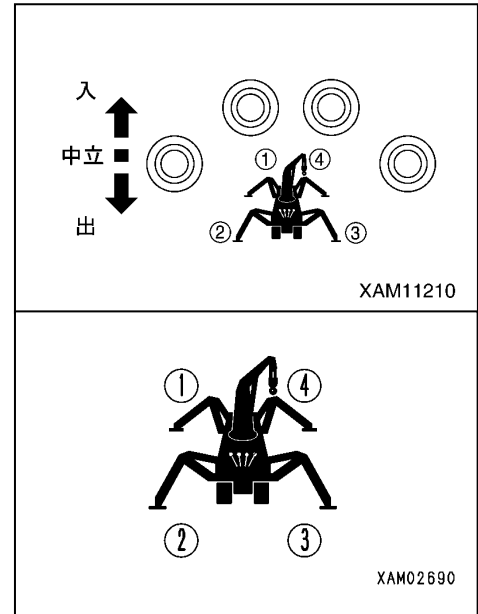 入
中立
出
① ④
② ③
XAM11210
① ④
② ③
XAM02690